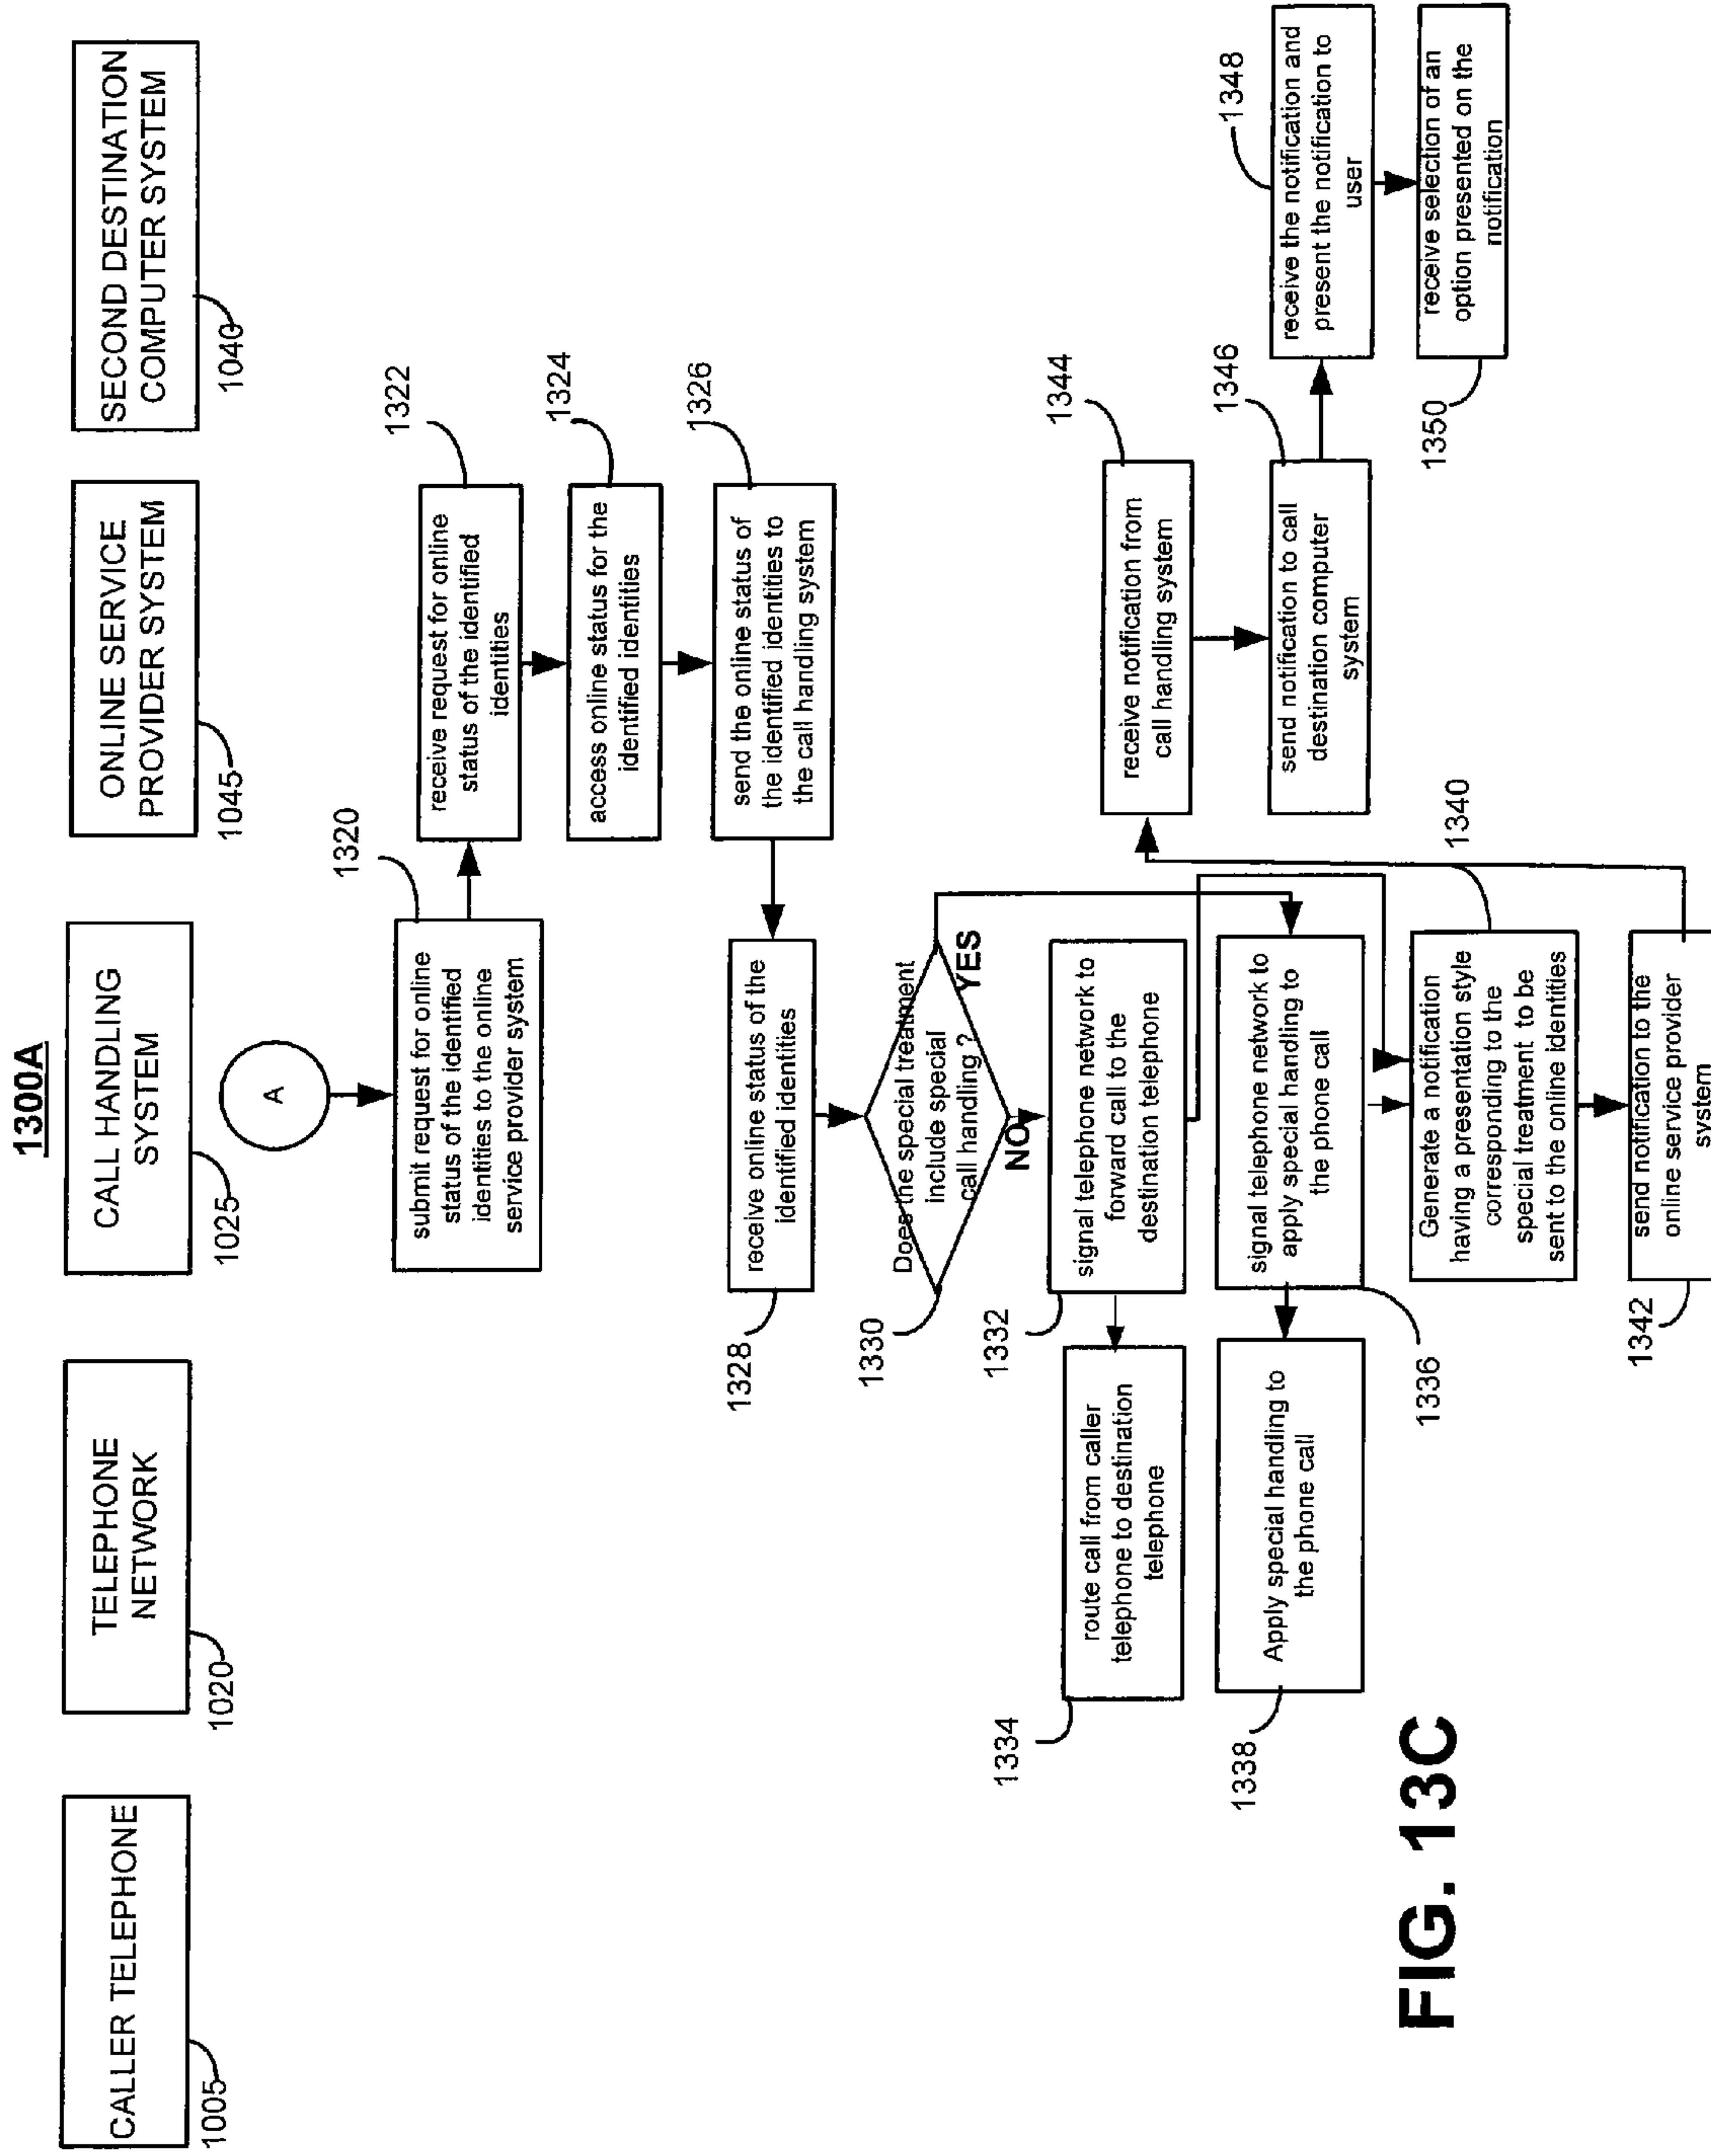 1300A
CALLER TELEPHONE
1005
TELEPHONE
NETWORK
1020
CALL HANDLING
SYSTEM
1025
ONLINE SERVICE
PROVIDER SYSTEM
1045
SECOND DESTINATION
COMPUTER SYSTEM
1040
A
1320
submit request for online
status of the identified
identities to the online
service provider system
1322
receive request for online
status of the identified
identities
1324
access online status for the
identified identities
1326
send the online status of
the identified identities to
the call handling system
1328
receive online status of the
identified identities
1330
Does the special treatment
include special
call handling ?
YES
NO
1332
signal telephone network to
forward call to the
destination telephone
1334
route call from caller
telephone to destination
telephone
1336
signal telephone network to
apply special handling to
the phone call
1338
Apply special handling to
the phone call
1340
Generate a notification
having a presentation style
corresponding to the
special treatment to be
sent to the online identities
1342
send notification to the
online service provider
system
1344
receive notification from
call handling system
1346
send notification to call
destination computer
system
1348
receive the notification and
present the notification to
user
1350
receive selection of an
option presented on the
notification
FIG. 13C